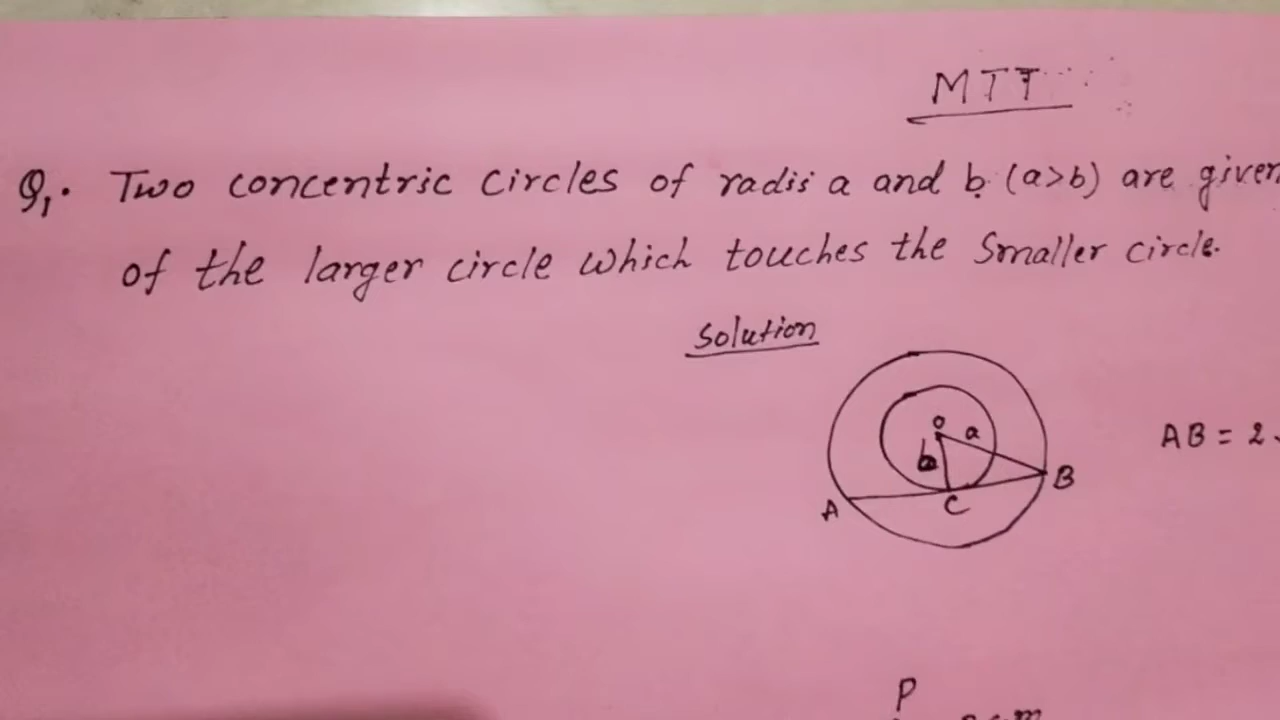 MTT
Q1. Two concentric circles of radii a and b (a>b) are given
of the larger circle which touches the smaller circle.
Solution
O
a
b
AB = 2
B
A
C
P